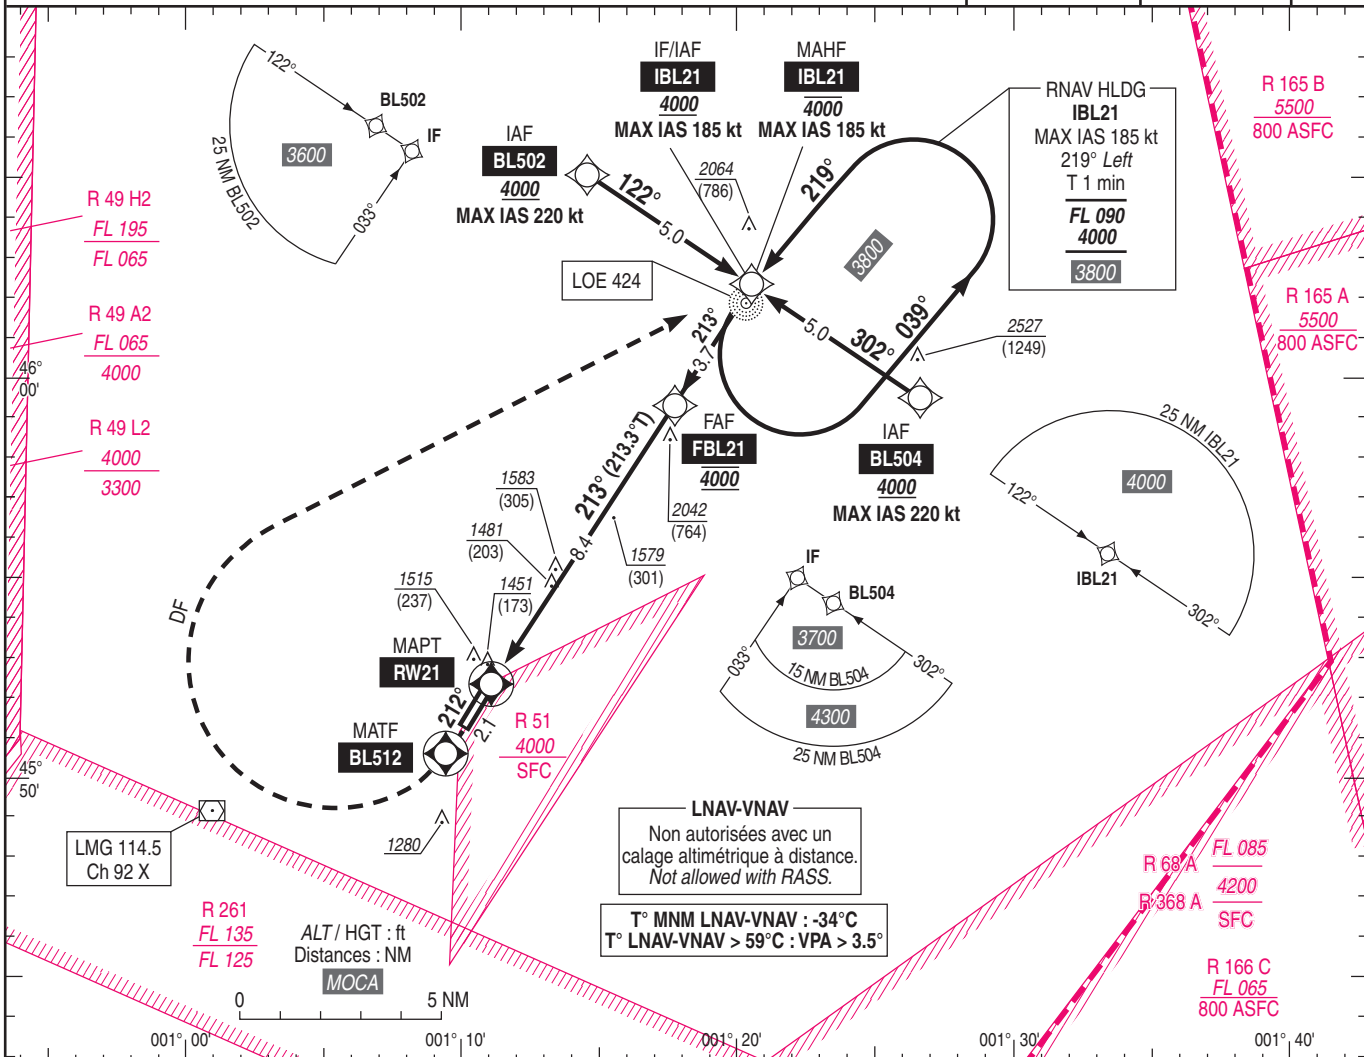 122°
BL502
IF
3600
25 NM BL502
033°
IAF
BL502
4000
MAX IAS 220 kt
122°
5.0
IF/IAF
IBL21
4000
MAX IAS 185 kt
MAHF
IBL21
4000
MAX IAS 185 kt
2064
(786)
219°
3800
039°
RNAV HLDG
IBL21
MAX IAS 185 kt
219° Left
T 1 min
FL 090
4000
3800
R 165 B
5500
800 ASFC
R 165 A
5500
800 ASFC
R 49 H2
FL 195
FL 065
R 49 A2
FL 065
4000
R 49 L2
4000
3300
46°
00'
LOE 424
213°
3.7
5.0
302°
2527
(1249)
IAF
BL504
4000
MAX IAS 220 kt
FAF
FBL21
4000
213° (213.3°T)
8.4
2042
(764)
1583
(305)
1481
(203)
1579
(301)
1515
(237)
1451
(173)
DF
MAPT
RW21
212°
2.1
MATF
BL512
R 51
4000
SFC
25 NM IBL21
4000
122°
IBL21
302°
IF
BL504
3700
033°
15 NM BL504
302°
4300
25 NM BL504
45°
50'
LMG 114.5
Ch 92 X
1280
LNAV-VNAV
Non autorisées avec un
calage altimétrique à distance.
Not allowed with RASS.
T° MNM LNAV-VNAV : -34°C
T° LNAV-VNAV > 59°C : VPA > 3.5°
R 68 A
R 368 A
FL 085
4200
SFC
R 261
FL 135
FL 125
ALT / HGT : ft
Distances : NM
MOCA
0 5 NM
R 166 C
FL 065
800 ASFC
001° 00'
001° 10'
001° 20'
001° 30'
001° 40'